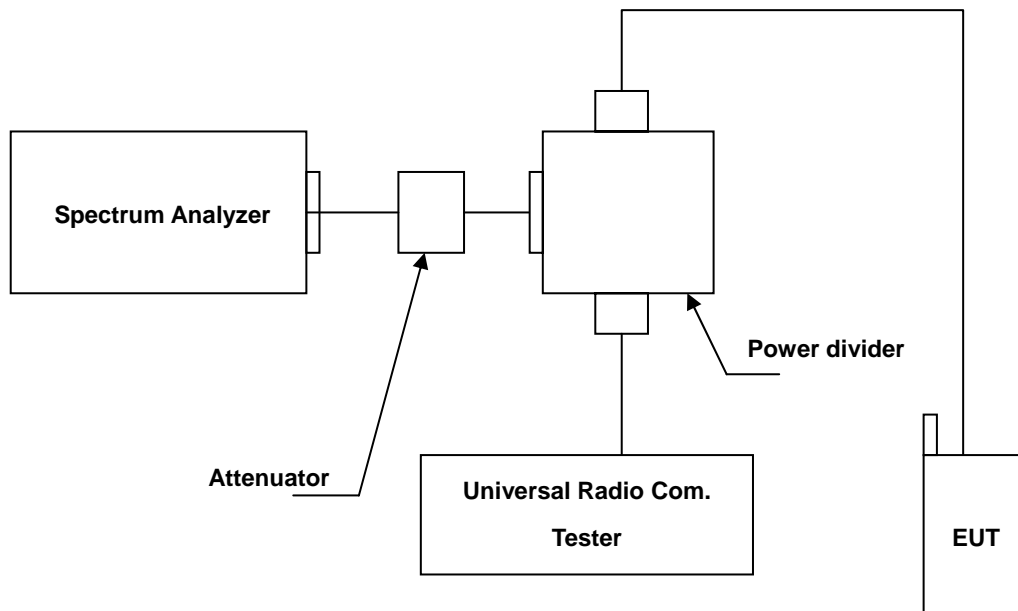 Spectrum Analyzer
Power divider
Attenuator
Universal Radio Com.
Tester
EUT